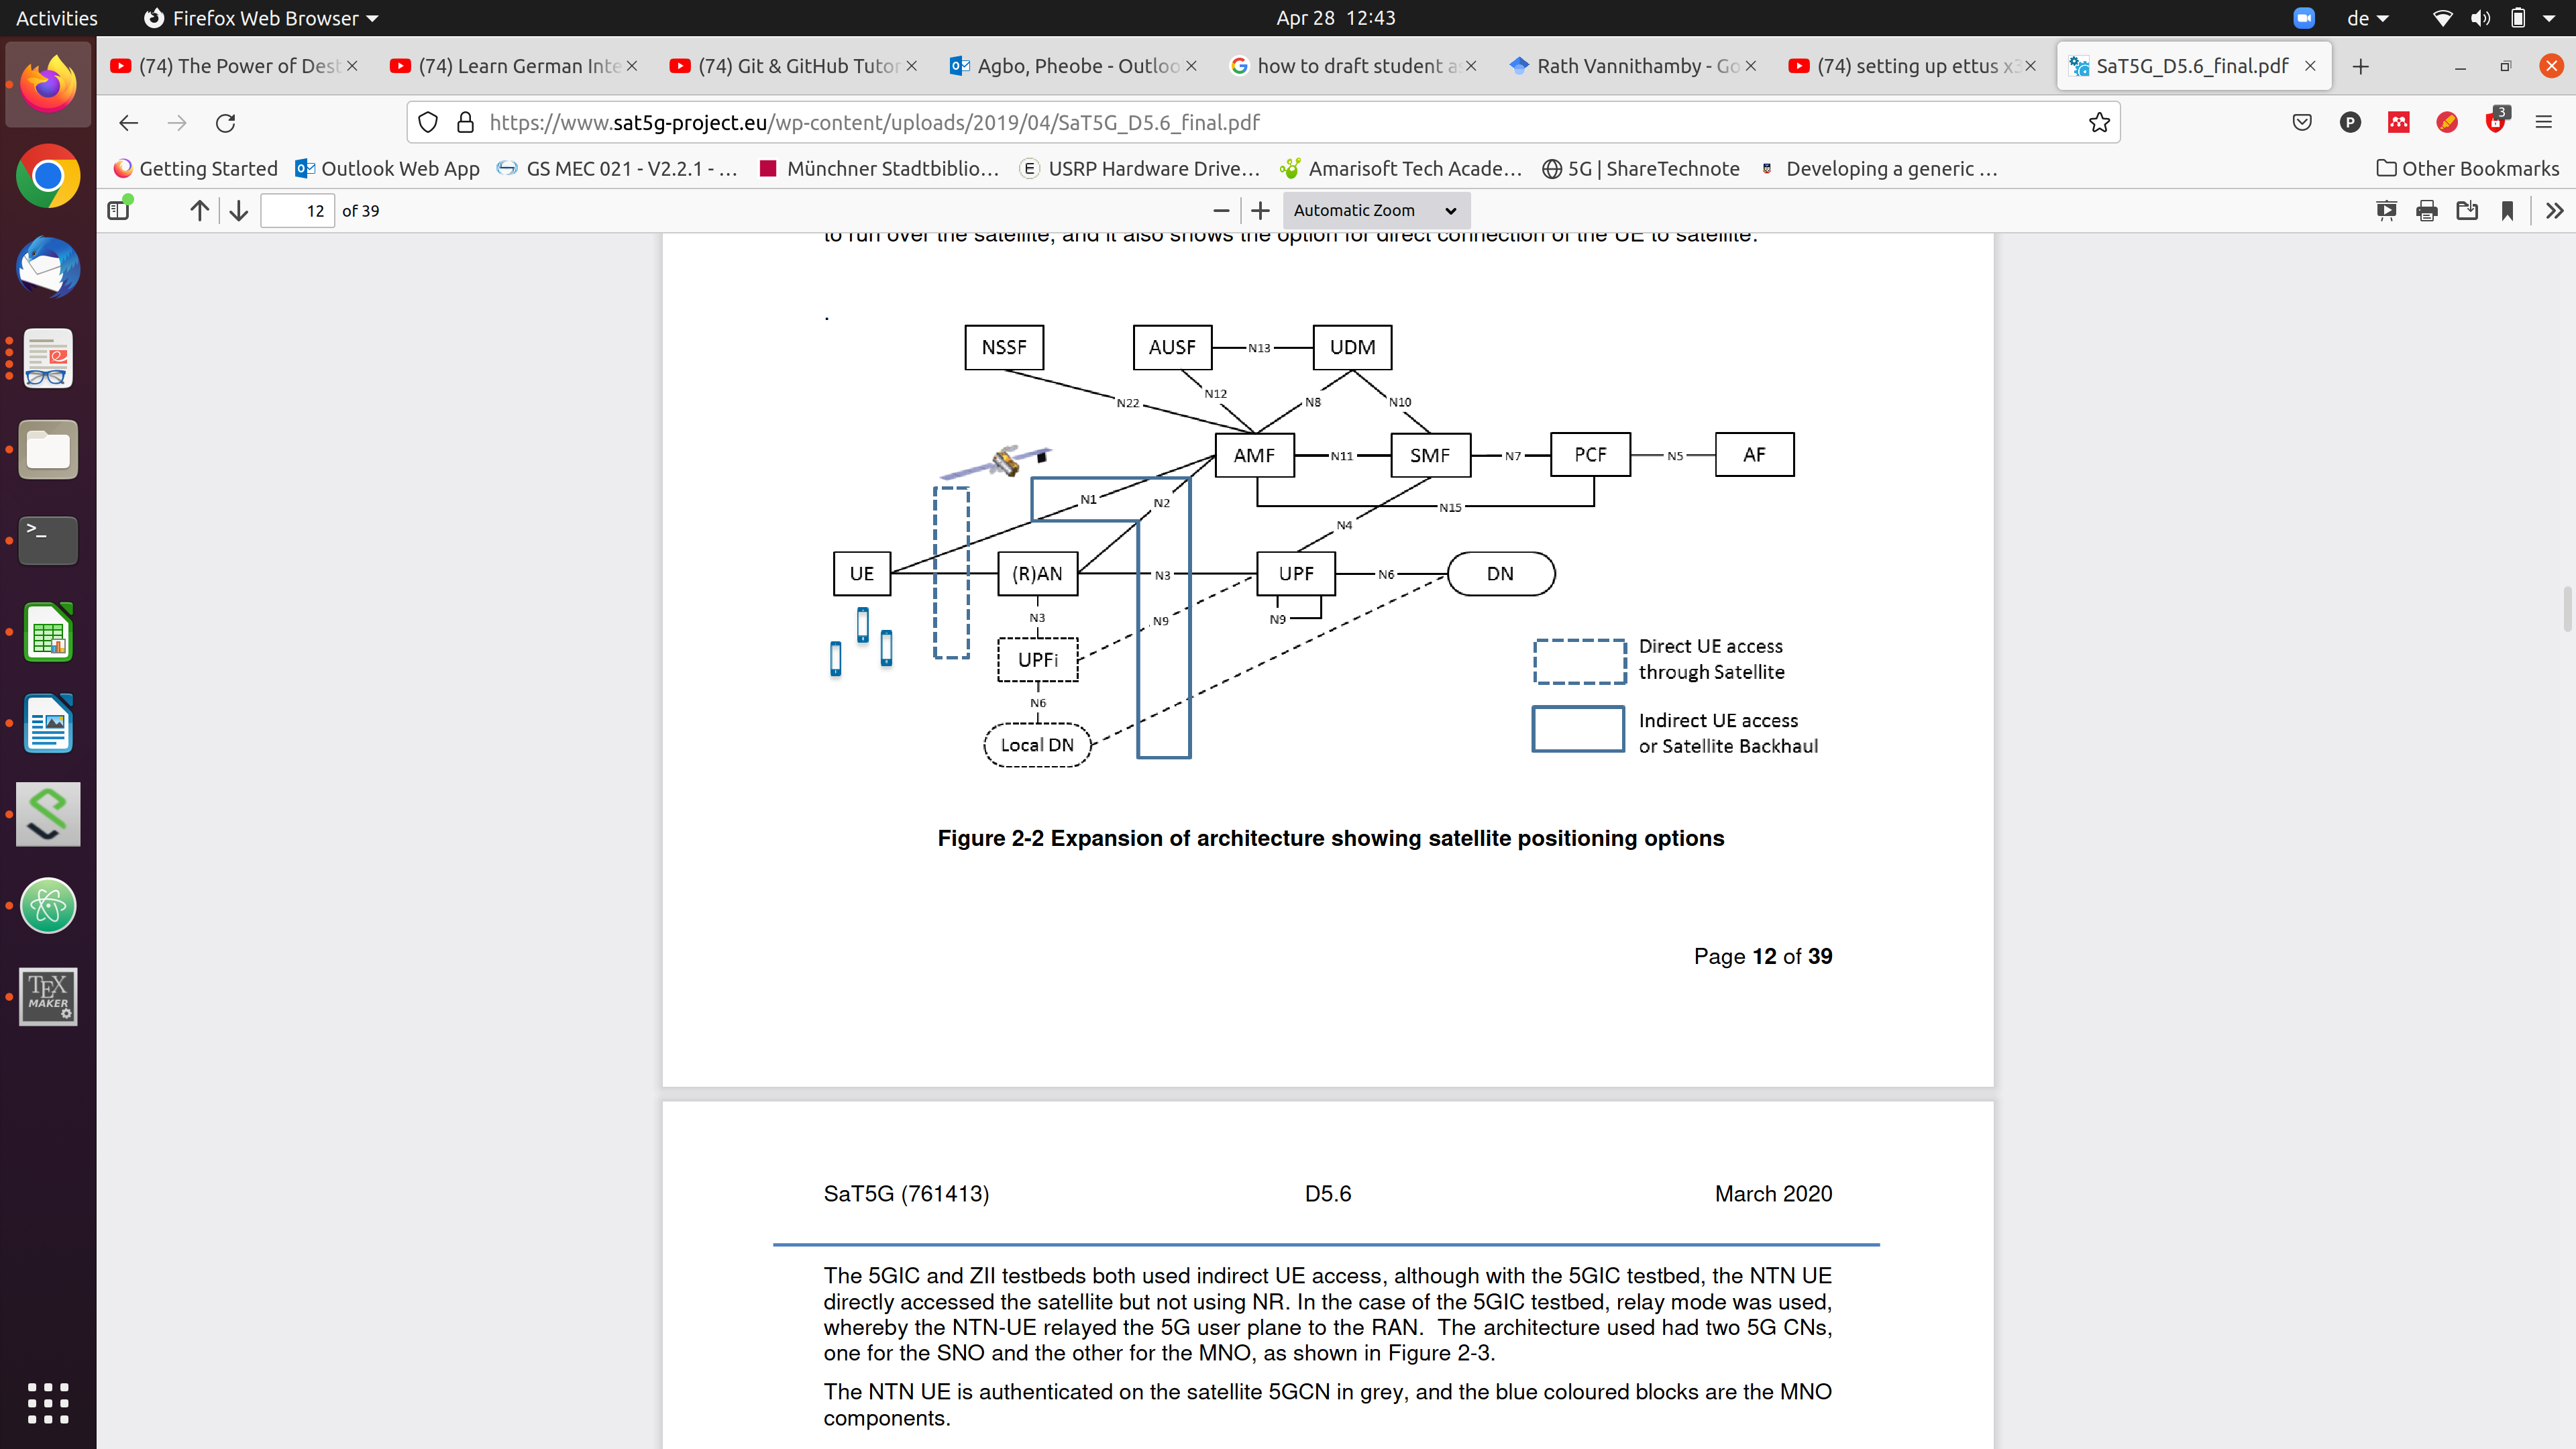 Activities
Firefox Web Browser
Apr 28 12:43
de
(74) The Power of Dest
(74) Learn German Inte
(74) Git & GitHub Tutor
Agbo, Pheobe - Outloo
how to draft student as
Rath Vannithamby - Go
(74) setting up ettus x3
SaT5G_D5.6_final.pdf
https://www.sat5g-project.eu/wp-content/uploads/2019/04/SaT5G_D5.6_final.pdf
3
Getting Started
Outlook Web App
GS MEC 021 - V2.2.1 - ...
Münchner Stadtbiblio...
USRP Hardware Drive...
Amarisoft Tech Acade...
5G | ShareTechnote
Developing a generic ...
Other Bookmarks
12 of 39
Automatic Zoom
to run over the satellite, and it also shows the option for direct connection of the UE to satellite.
.
NSSF
AUSF
N13
UDM
N22
N12
N8
N10
AMF
N11
SMF
N7
PCF
N5
AF
N1
N2
N15
N4
UE
(R)AN
N3
UPF
N6
DN
N3
N9
N9
UPFi
N6
Local DN
Direct UE access
through Satellite
Indirect UE access
or Satellite Backhaul
Figure 2-2 Expansion of architecture showing satellite positioning options
Page 12 of 39
SaT5G (761413)
D5.6
March 2020
The 5GIC and ZII testbeds both used indirect UE access, although with the 5GIC testbed, the NTN UE
directly accessed the satellite but not using NR. In the case of the 5GIC testbed, relay mode was used,
whereby the NTN-UE relayed the 5G user plane to the RAN. The architecture used had two 5G CNs,
one for the SNO and the other for the MNO, as shown in Figure 2-3.
The NTN UE is authenticated on the satellite 5GCN in grey, and the blue coloured blocks are the MNO
components.
TEX
MAKER